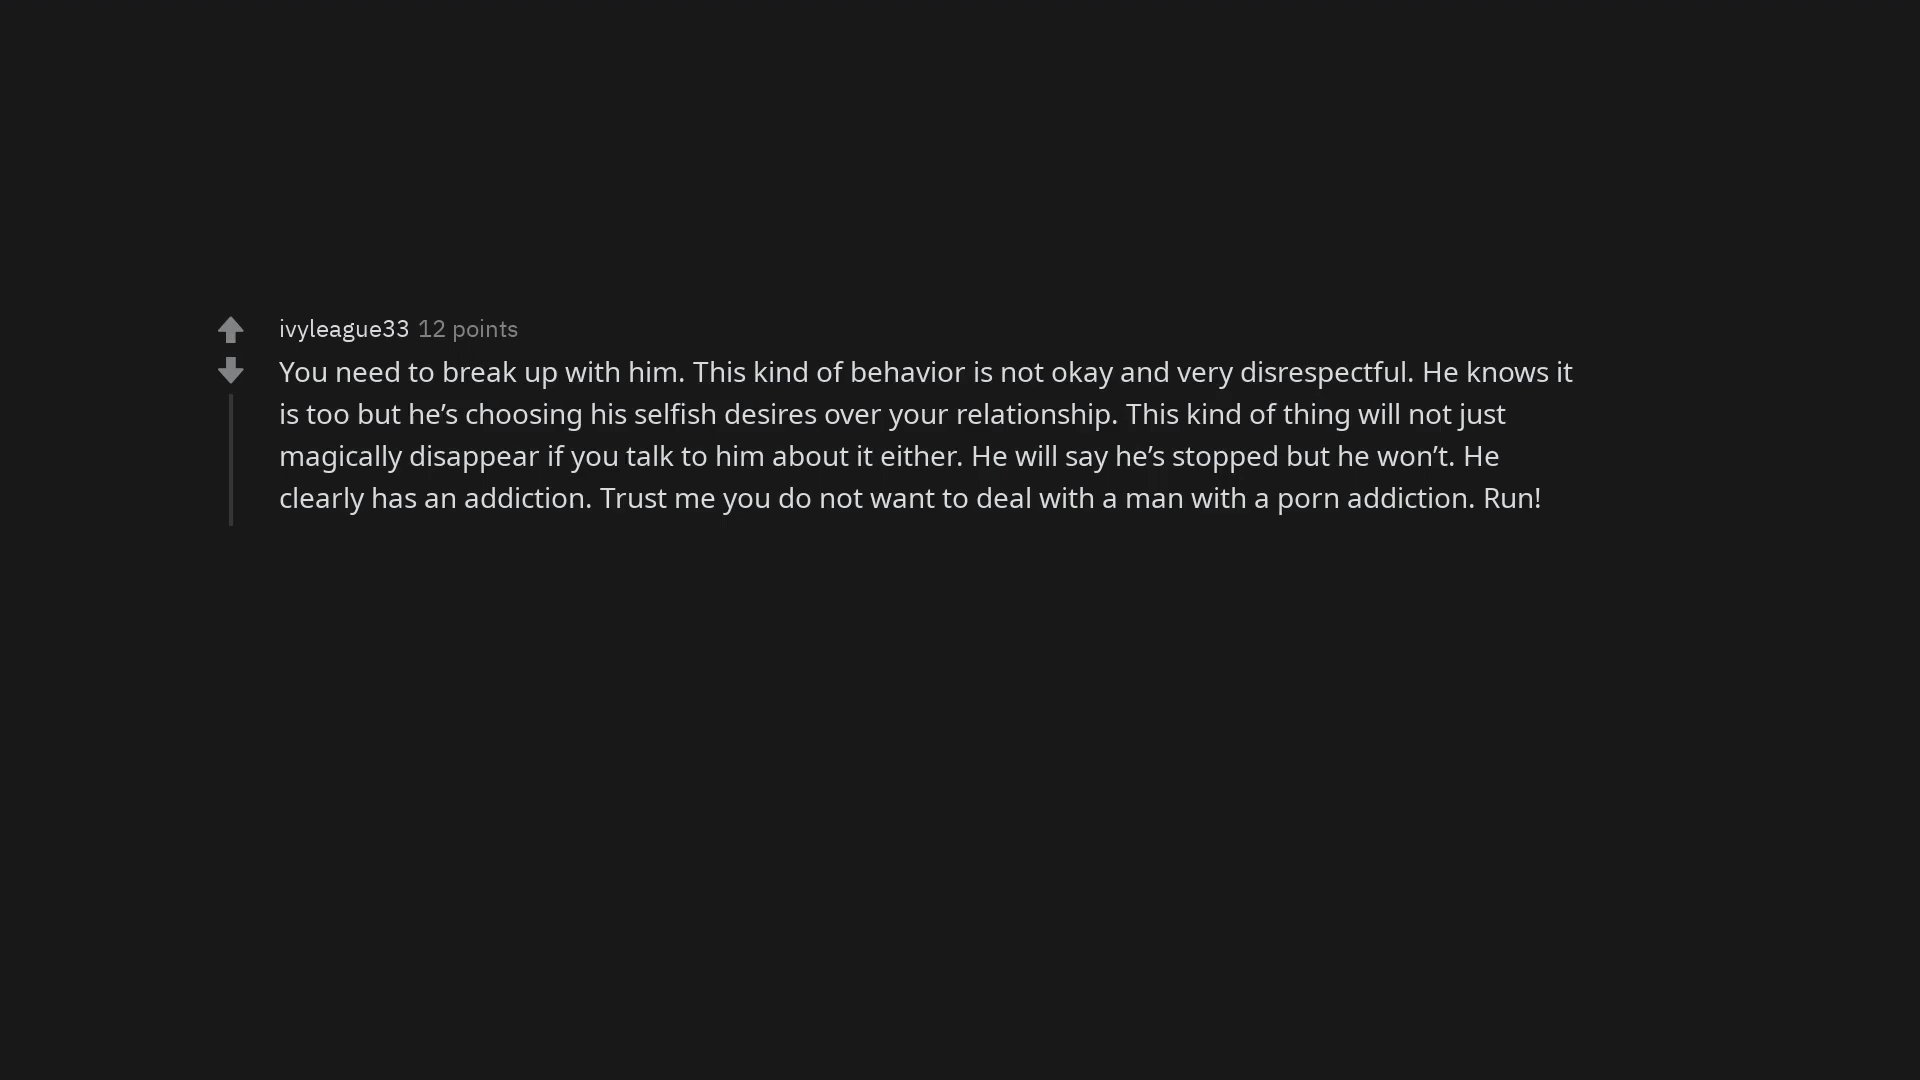 ivyleague33 12 points
You need to break up with him. This kind of behavior is not okay and very disrespectful. He knows it
is too but he’s choosing his selfish desires over your relationship. This kind of thing will not just
magically disappear if you talk to him about it either. He will say he’s stopped but he won’t. He
clearly has an addiction. Trust me you do not want to deal with a man with a porn addiction. Run!